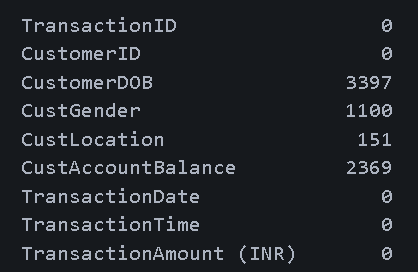 TransactionID 0
CustomerID 0
CustomerDOB 3397
CustGender 1100
CustLocation 151
CustAccountBalance 2369
TransactionDate 0
TransactionTime 0
TransactionAmount (INR) 0